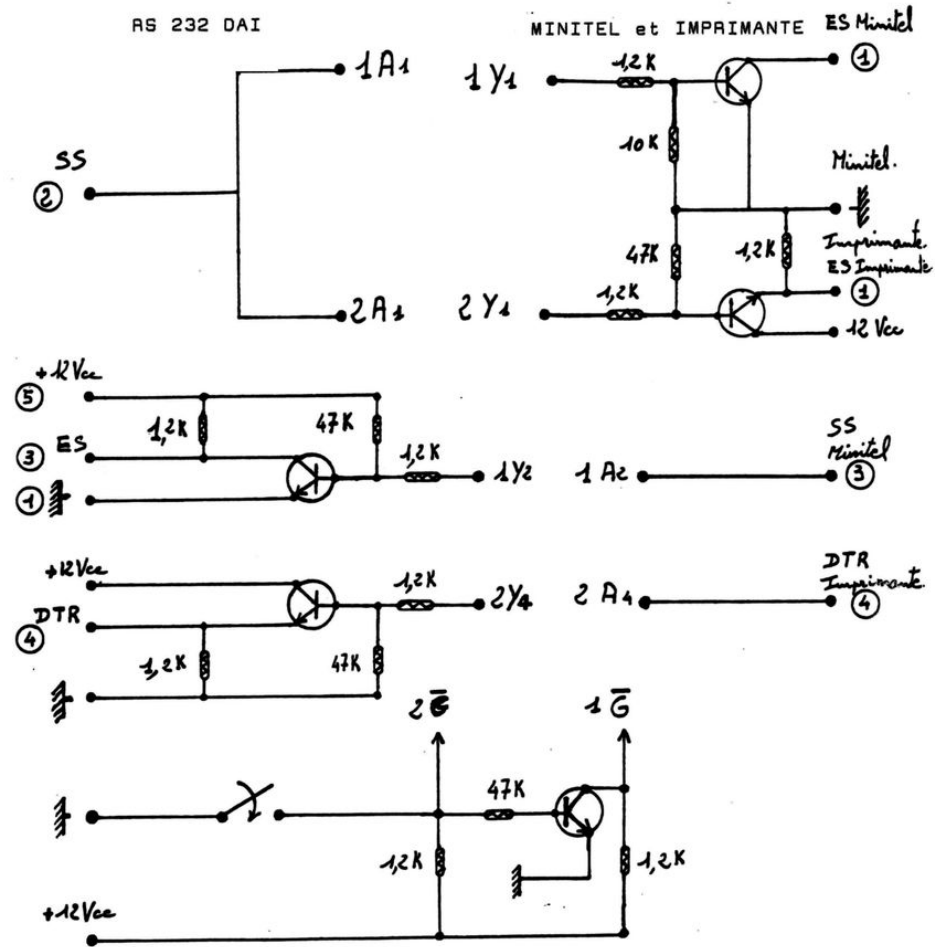 RS 232 DAI
MINITEL et IMPRIMANTE
ES Minitel
1
1A1
1Y1
1,2K
10K
SS
2
Minitel.
47K
1,2K
Imprimante.
ES Imprimante
1
2A1
2Y1
1,2K
12 Vcc
+12Vcc
5
1,2K
47K
3
ES
1,2K
1
1Y2
1A2
SS
Minitel
3
+12Vcc
1,2K
2Y4
2A4
DTR
Imprimante.
4
DTR
4
1,2K
47K
2G̅
1G̅
47K
1,2K
1,2K
+12Vcc